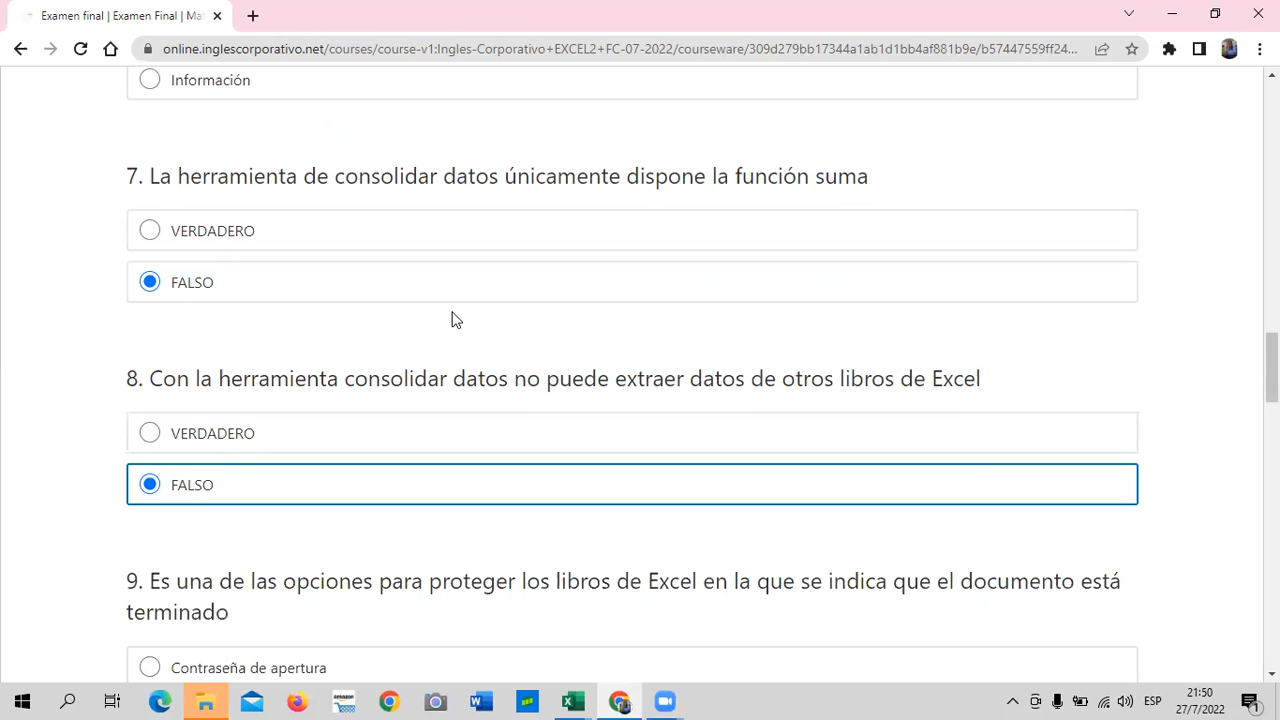 Examen final | Examen Final | Ma
online.inglescorporativo.net/courses/course-v1:Ingles-Corporativo+EXCEL2+FC-07-2022/courseware/309d279bb17344a1ab1d1bb4af881b9e/b57447559ff24...
Información
7. La herramienta de consolidar datos únicamente dispone la función suma
VERDADERO
FALSO
8. Con la herramienta consolidar datos no puede extraer datos de otros libros de Excel
VERDADERO
FALSO
9. Es una de las opciones para proteger los libros de Excel en la que se indica que el documento está
terminado
Contraseña de apertura
amazon
ESP
21:50
27/7/2022